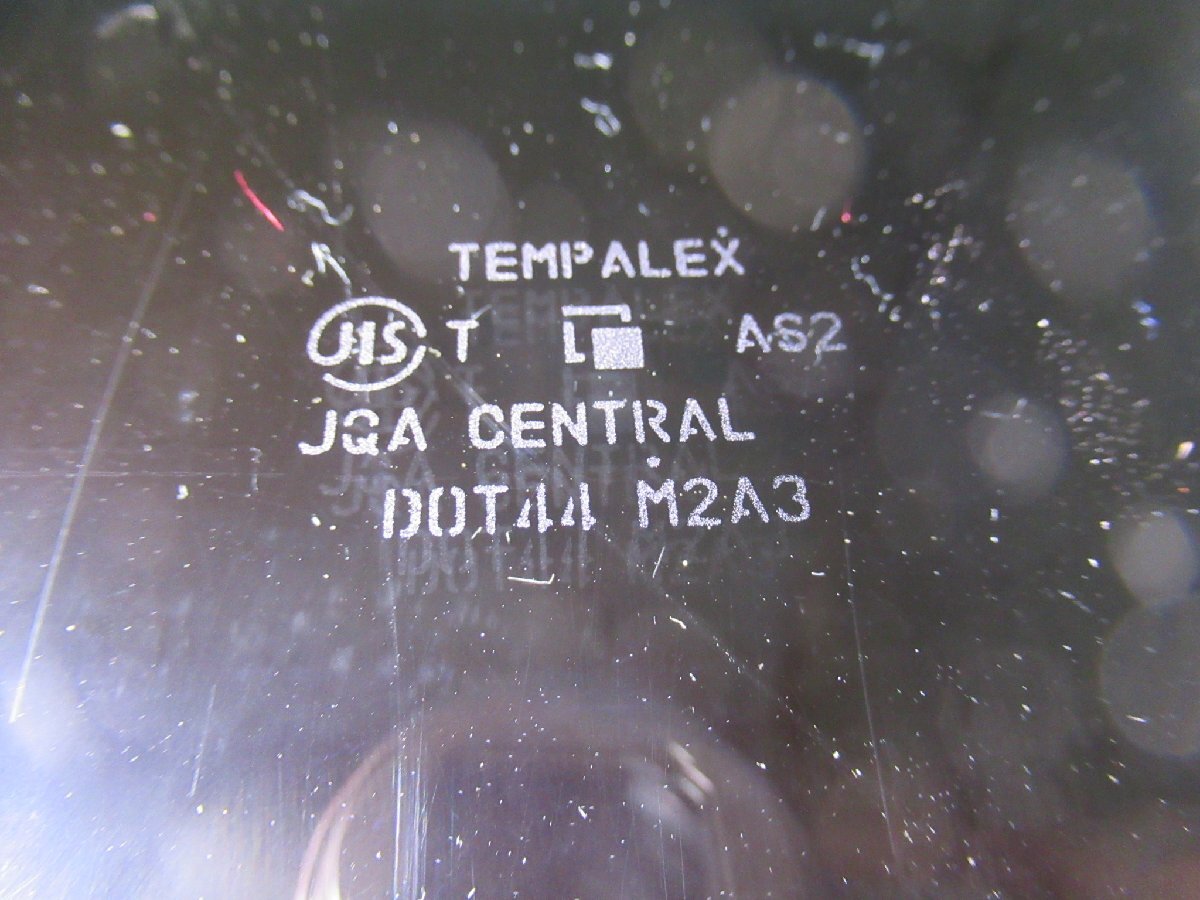 TEMPALEX
JIS T AS2
JQA CENTRAL
DOT44 M2A3